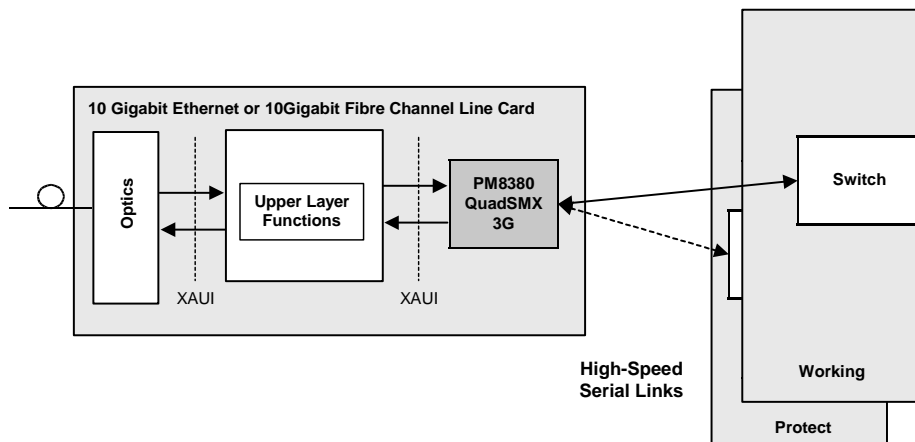 10 Gigabit Ethernet or 10Gigabit Fibre Channel Line Card
Optics
Upper Layer
Functions
PM8380
QuadSMX
3G
Switch
XAUI
XAUI
High-Speed
Serial Links
Working
Protect